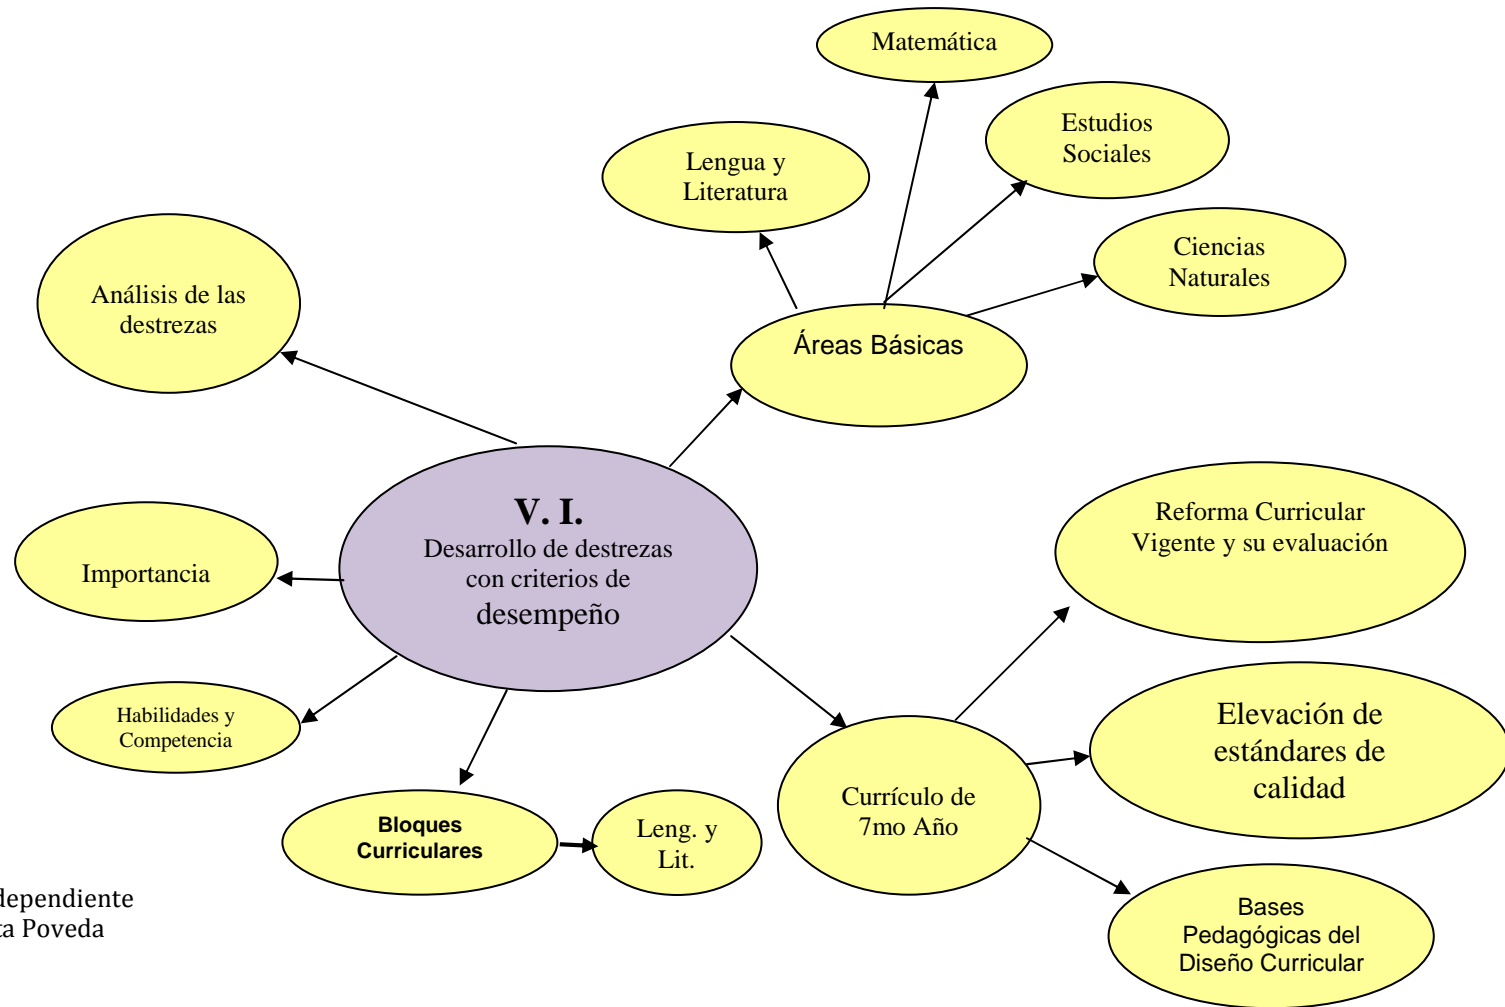 Matemática
Estudios
Sociales
Lengua y
Literatura
Ciencias
Naturales
Análisis de las
destrezas
Áreas Básicas
V. I.
Desarrollo de destrezas
con criterios de
desempeño
Reforma Curricular
Vigente y su evaluación
Importancia
Habilidades y
Competencia
Elevación de
estándares de
calidad
Currículo de
7mo Año
Bloques
Curriculares
Leng. y
Lit.
dependiente
ta Poveda
Bases
Pedagógicas del
Diseño Curricular